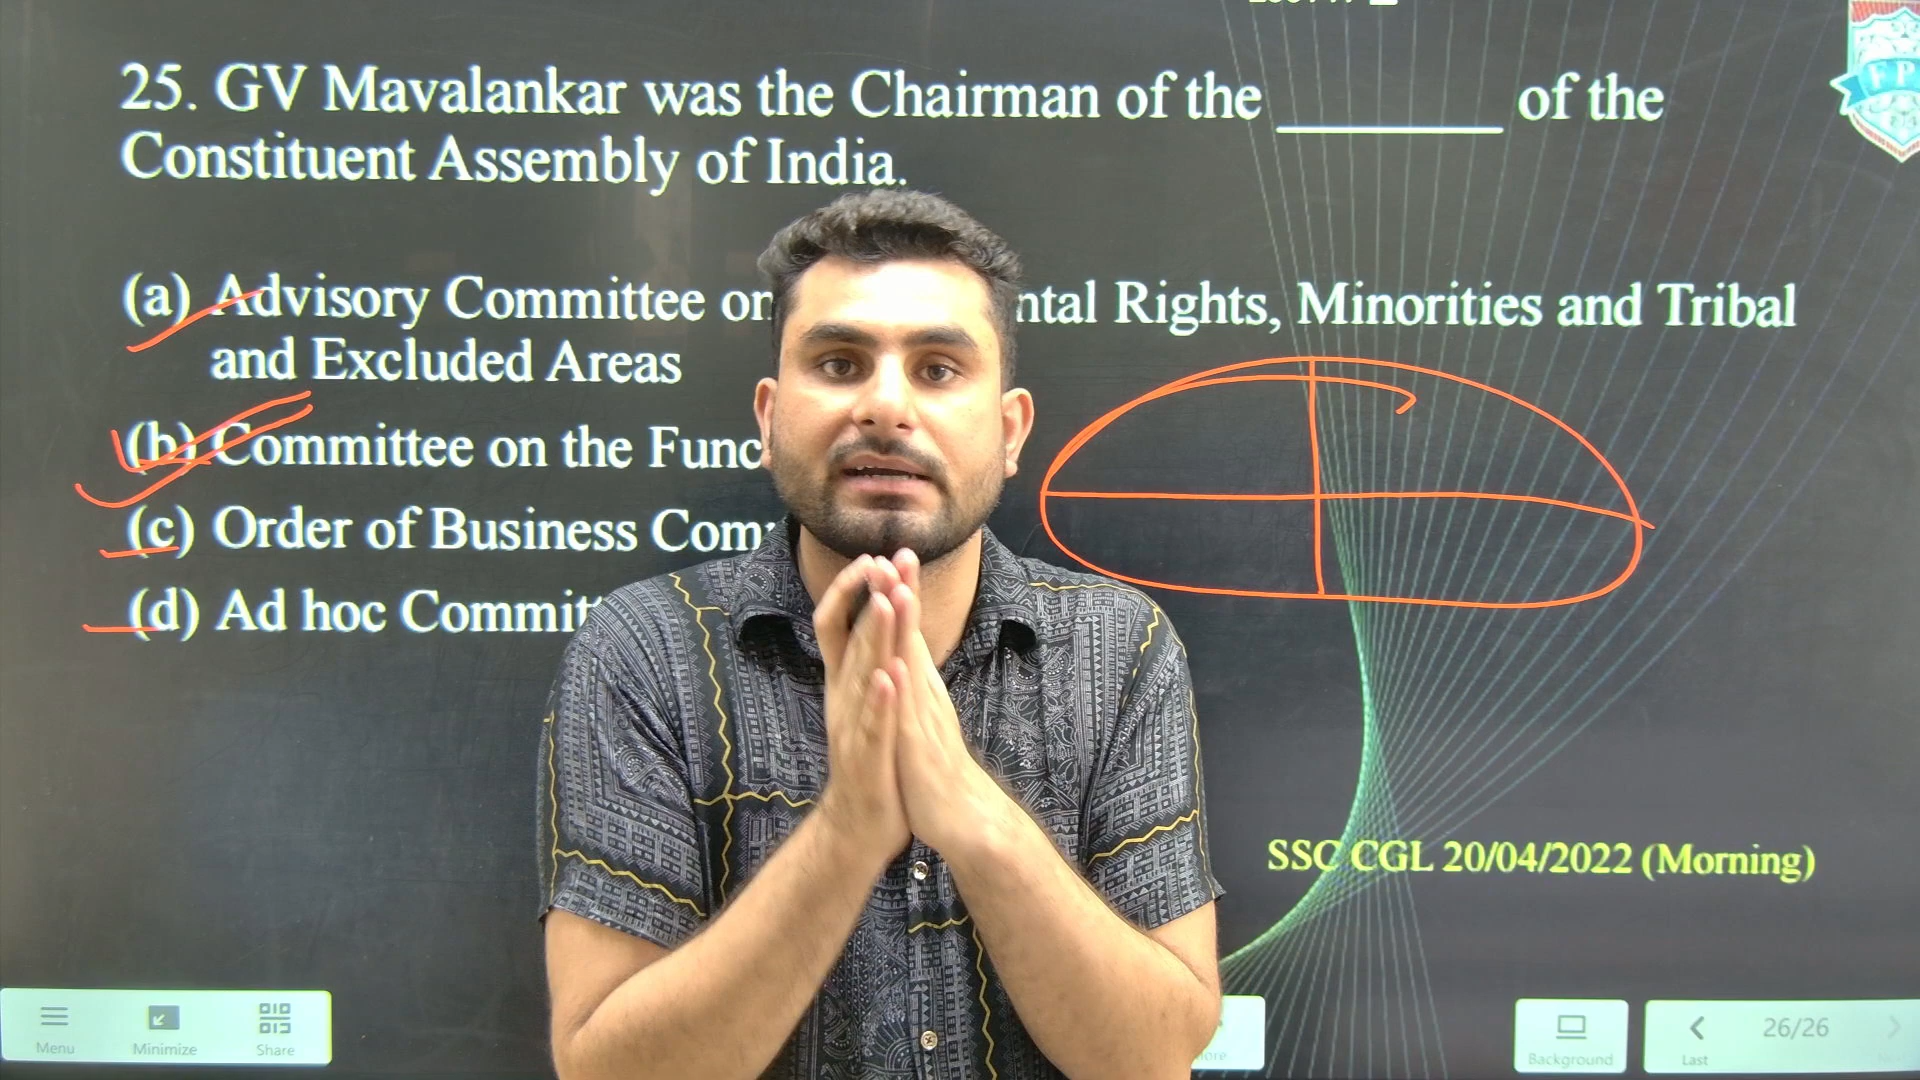 25. GV Mavalankar was the Chairman of the ________ of the
Constituent Assembly of India.
(a) Advisory Committee on ntal Rights, Minorities and Tribal
and Excluded Areas
(b) Committee on the Func
(c) Order of Business Com
(d) Ad hoc Committ
SSC CGL 20/04/2022 (Morning)
FP
Menu
Minimize
Share
Background
Last
26/26